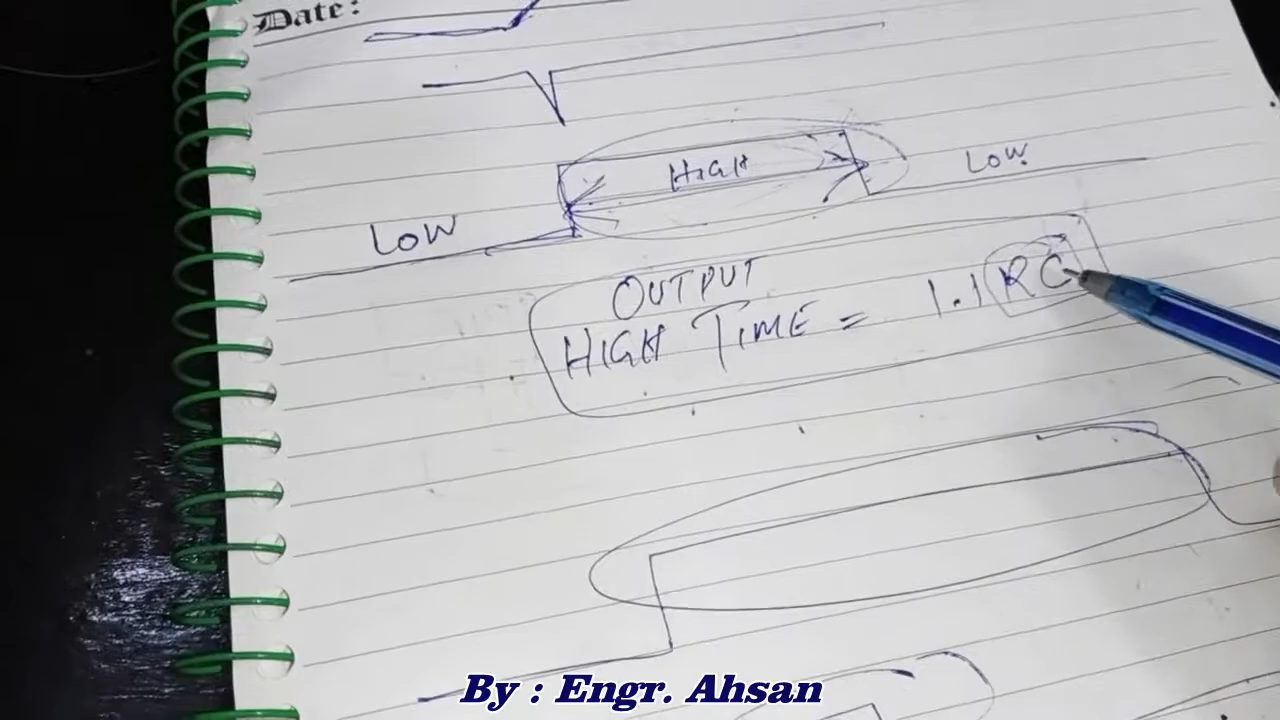 Date:
HIGH
LOW
LOW
OUTPUT
HIGH TIME = 1.1 RC
By : Engr. Ahsan